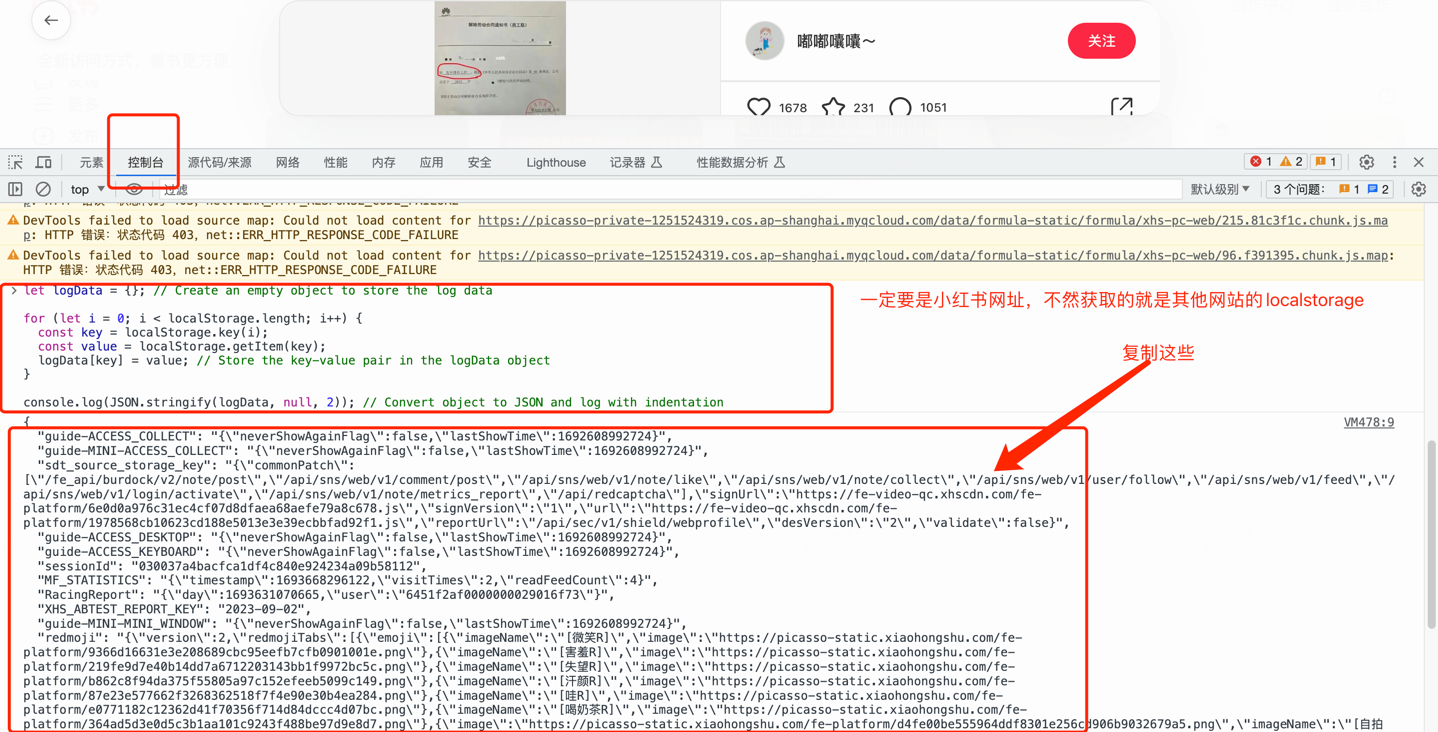 嘟嘟嚷嚷～
关注
1678
231
1051
元素 控制台 源代码/来源 网络 性能 内存 应用 安全 Lighthouse 记录器 性能数据分析 1 2 1
top 过滤 默认级别 3 个问题： 1 2
DevTools failed to load source map: Could not load content for https://picasso-private-1251524319.cos.ap-shanghai.myqcloud.com/data/formula-static/formula/xhs-pc-web/215.81c3f1c.chunk.js.ma
p: HTTP 错误：状态代码 403，net::ERR_HTTP_RESPONSE_CODE_FAILURE
DevTools failed to load source map: Could not load content for https://picasso-private-1251524319.cos.ap-shanghai.myqcloud.com/data/formula-static/formula/xhs-pc-web/96.f391395.chunk.js.map:
HTTP 错误：状态代码 403，net::ERR_HTTP_RESPONSE_CODE_FAILURE
> let logData = {}; // Create an empty object to store the log data
for (let i = 0; i < localStorage.length; i++) {
const key = localStorage.key(i);
const value = localStorage.getItem(key);
logData[key] = value; // Store the key-value pair in the logData object
}
console.log(JSON.stringify(logData, null, 2)); // Convert object to JSON and log with indentation
一定要是小红书网址，不然获取的就是其他网站的localstorage
复制这些
VM478:9
{
"guide-ACCESS_COLLECT": "{\"neverShowAgainFlag\":false,\"lastShowTime\":1692608992724}",
"guide-MINI-ACCESS_COLLECT": "{\"neverShowAgainFlag\":false,\"lastShowTime\":1692608992724}",
"sdt_source_storage_key": "{\"commonPatch\":
[\"/fe_api/burdock/v2/note/post\",\"/api/sns/web/v1/comment/post\",\"/api/sns/web/v1/note/like\",\"/api/sns/web/v1/note/collect\",\"/api/sns/web/v1/user/follow\",\"/api/sns/web/v1/feed\",\"/
api/sns/web/v1/login/activate\",\"/api/sns/web/v1/note/metrics_report\",\"/api/redcaptcha\"],\"signUrl\":\"https://fe-video-qc.xhscdn.com/fe-
platform/6e0d0a976c31ec4cf07d8dfaea68aefe79a8c678.js\",\"signVersion\":\"1\",\"url\":\"https://fe-video-qc.xhscdn.com/fe-
platform/1978568cb10623cd188e5013e3e39ecbbfad92f1.js\",\"reportUrl\":\"/api/sec/v1/shield/webprofile\",\"desVersion\":\"2\",\"validate\":false}",
"guide-ACCESS_DESKTOP": "{\"neverShowAgainFlag\":false,\"lastShowTime\":1692608992724}",
"guide-ACCESS_KEYBOARD": "{\"neverShowAgainFlag\":false,\"lastShowTime\":1692608992724}",
"sessionId": "030037a4bacfca1df4c840e924234a09b58112",
"MF_STATISTICS": "{\"timestamp\":1693668296122,\"visitTimes\":2,\"readFeedCount\":4}",
"RacingReport": "{\"day\":1693631070665,\"user\":\"6451f2af0000000029016f73\"}",
"XHS_ABTEST_REPORT_KEY": "2023-09-02",
"guide-MINI-MINI_WINDOW": "{\"neverShowAgainFlag\":false,\"lastShowTime\":1692608992724}",
"redmoji": "{\"version\":2,\"redmojiTabs\":[{\"emoji\":[{\"imageName\":\"[微笑R]\",\"image\":\"https://picasso-static.xiaohongshu.com/fe-
platform/9366d16631e3e208689cbc95eefb7cfb0901001e.png\"},{\"imageName\":\"[害羞R]\",\"image\":\"https://picasso-static.xiaohongshu.com/fe-
platform/219fe9d7e40b14dd7a6712203143bb1f9972bc5c.png\"},{\"imageName\":\"[失望R]\",\"image\":\"https://picasso-static.xiaohongshu.com/fe-
platform/b862c8f94da375f55805a97c152efeeb5099c149.png\"},{\"imageName\":\"[汗颜R]\",\"image\":\"https://picasso-static.xiaohongshu.com/fe-
platform/87e23e577662f3268362518f7f4e90e30b4ea284.png\"},{\"imageName\":\"[哇R]\",\"image\":\"https://picasso-static.xiaohongshu.com/fe-
platform/e0771182c12362d41f70356f714d84dccc4d07bc.png\"},{\"imageName\":\"[喝奶茶R]\",\"image\":\"https://picasso-static.xiaohongshu.com/fe-
platform/364ad5d3e0d5c3b1aa101c9243f488be97d9e8d7.png\"},{\"image\":\"https://picasso-static.xiaohongshu.com/fe-platform/d4fe00be555964ddf8301e256cd906b9032679a5.png\",\"imageName\":\"[自拍